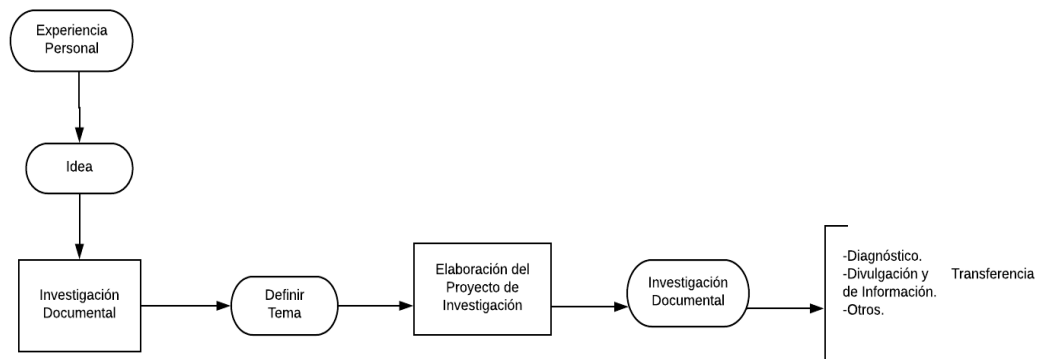 Experiencia
Personal
Idea
Investigación
Documental
Definir
Tema
Elaboración del
Proyecto de
Investigación
Investigación
Documental
-Diagnóstico.
-Divulgación y Transferencia
de Información.
-Otros.